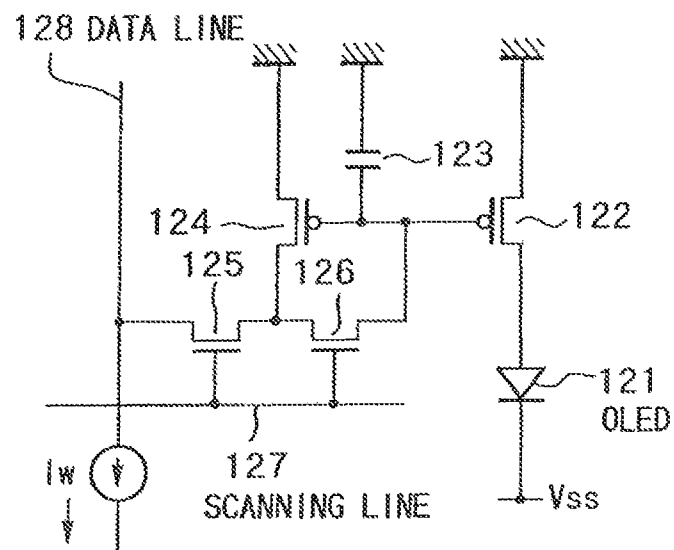 128 DATA LINE
123
124
122
125
126
121
OLED
127
Iw
SCANNING LINE
Vss